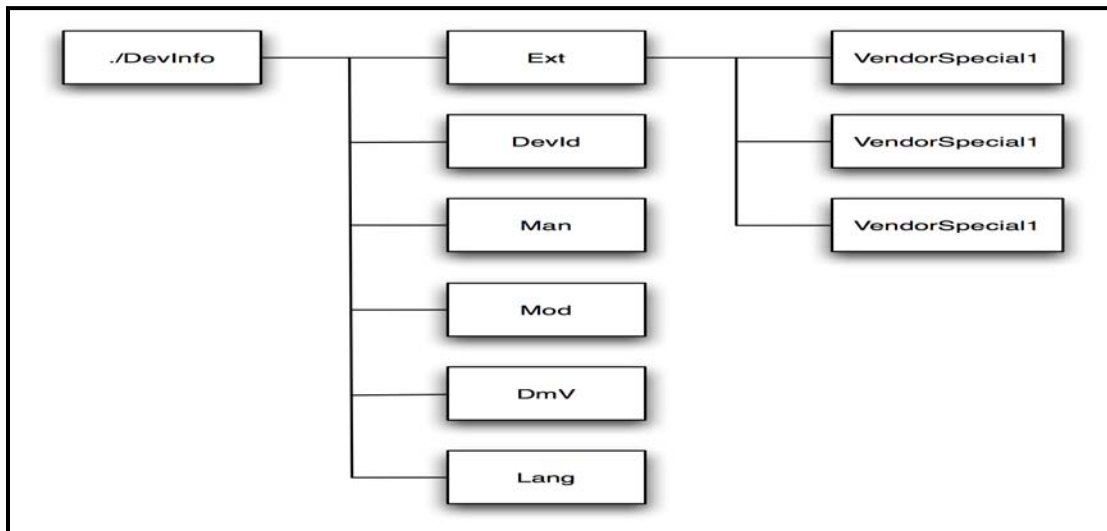 ./DevInfo
Ext
VendorSpecial1
DevId
VendorSpecial1
Man
VendorSpecial1
Mod
DmV
Lang